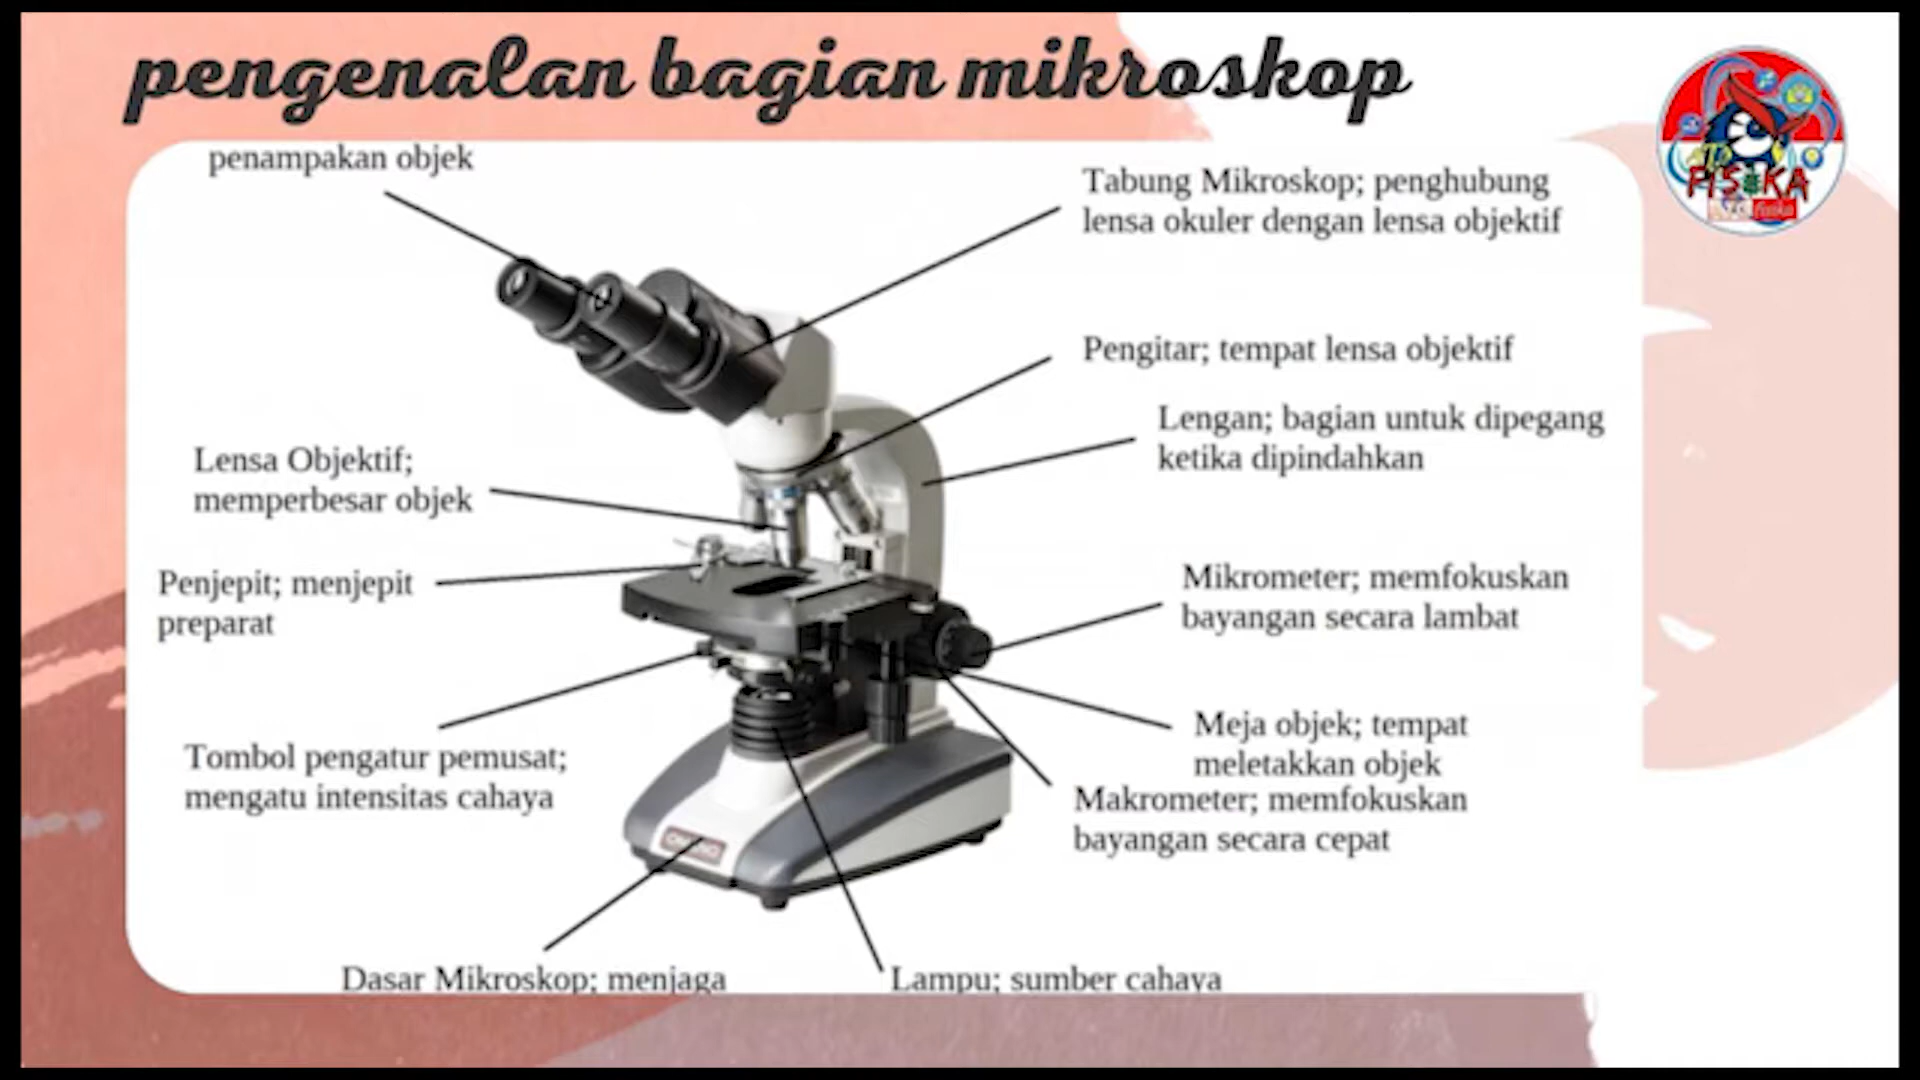 pengenalan bagian mikroskop
penampakan objek
Tabung Mikroskop; penghubung
lensa okuler dengan lensa objektif
Pengitar; tempat lensa objektif
Lengan; bagian untuk dipegang
ketika dipindahkan
Lensa Objektif;
memperbesar objek
Penjepit; menjepit
preparat
Mikrometer; memfokuskan
bayangan secara lambat
Tombol pengatur pemusat;
mengatu intensitas cahaya
Meja objek; tempat
meletakkan objek
Makrometer; memfokuskan
bayangan secara cepat
Dasar Mikroskop; menjaga
Lampu; sumber cahaya
FISIKA